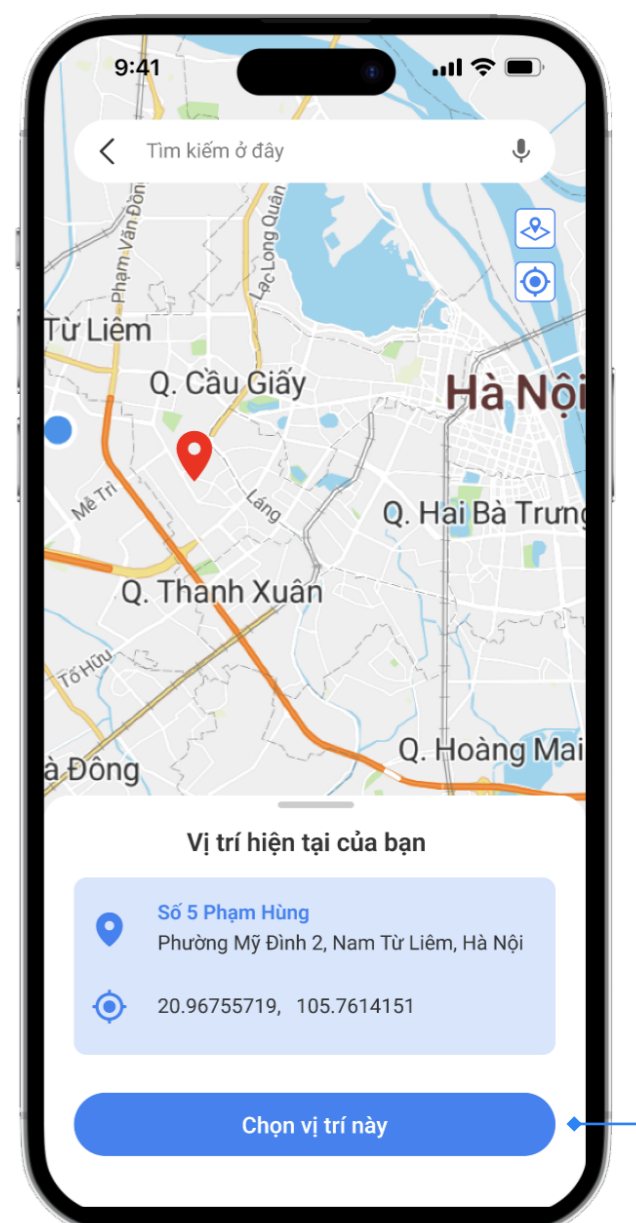 9:41
Tìm kiếm ở đây
Phạm Văn Đồn
Lạc Long Quân
Từ Liêm
Q. Cầu Giấy
Hà Nội
Mễ Trì
Láng
Q. Hai Bà Trưng
Q. Thanh Xuân
Tố Hữu
Q. Hoàng Mai
à Đông
Vị trí hiện tại của bạn
Số 5 Phạm Hùng
Phường Mỹ Đình 2, Nam Từ Liêm, Hà Nội
20.96755719, 105.7614151
Chọn vị trí này